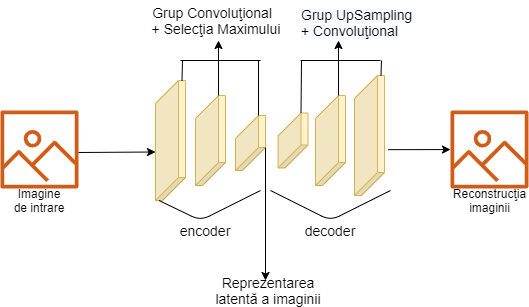 Grup Convoluţional
+ Selecţia Maximului
Grup UpSampling
+ Convoluţional
Imagine
de intrare
Reconstrucţia
imaginii
encoder
decoder
Reprezentarea
latentă a imaginii